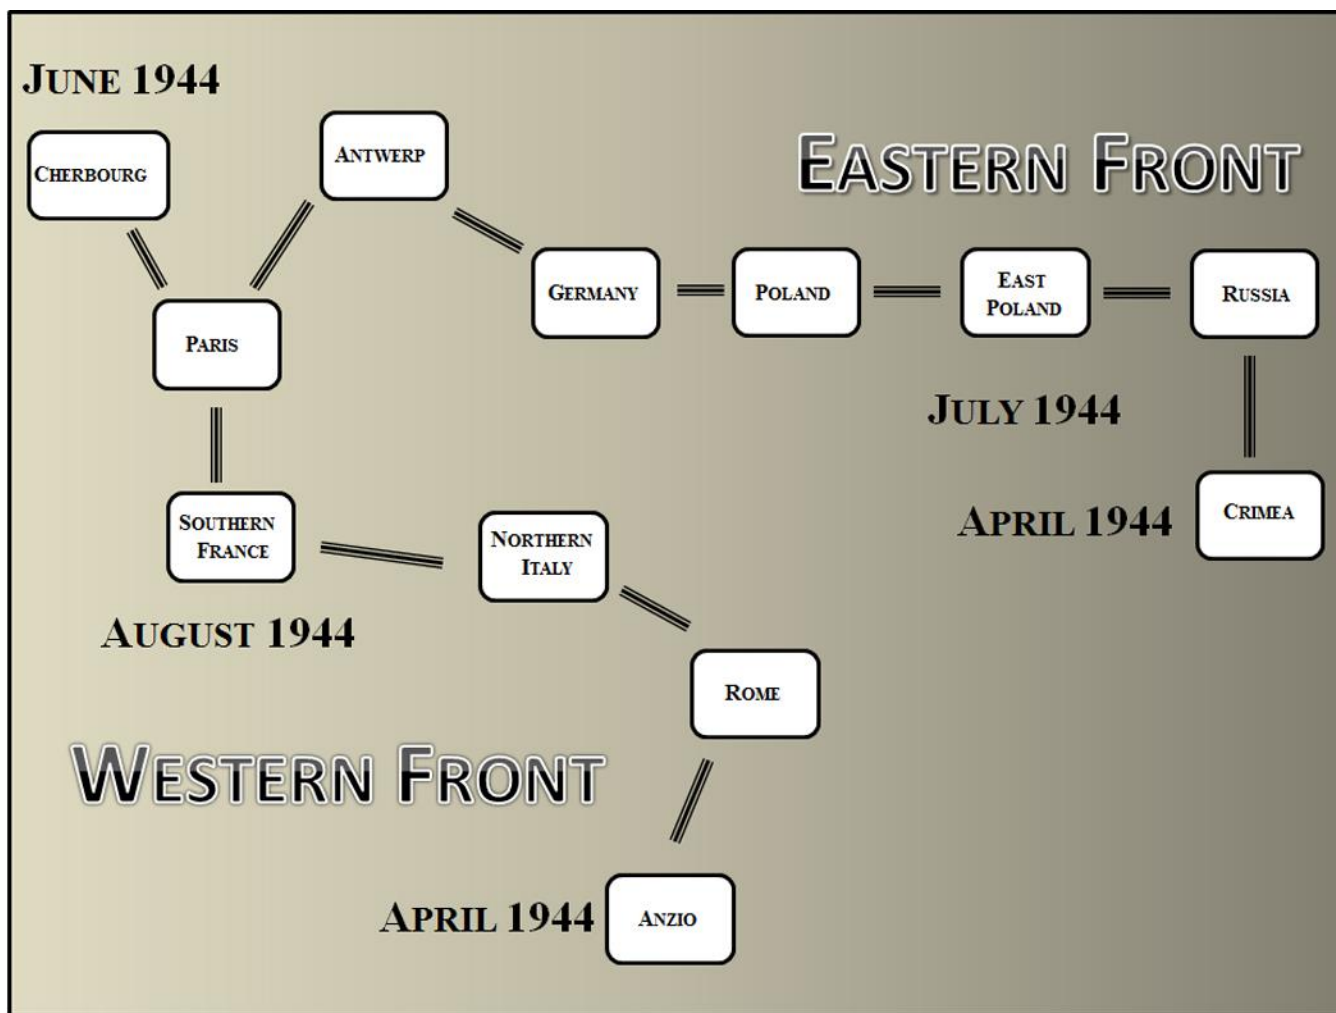 June 1944
Cherbourg
Antwerp
Eastern Front
Germany
Poland
East
Poland
Russia
Paris
July 1944
Southern
France
Northern
Italy
April 1944
Crimea
August 1944
Rome
Western Front
April 1944
Anzio